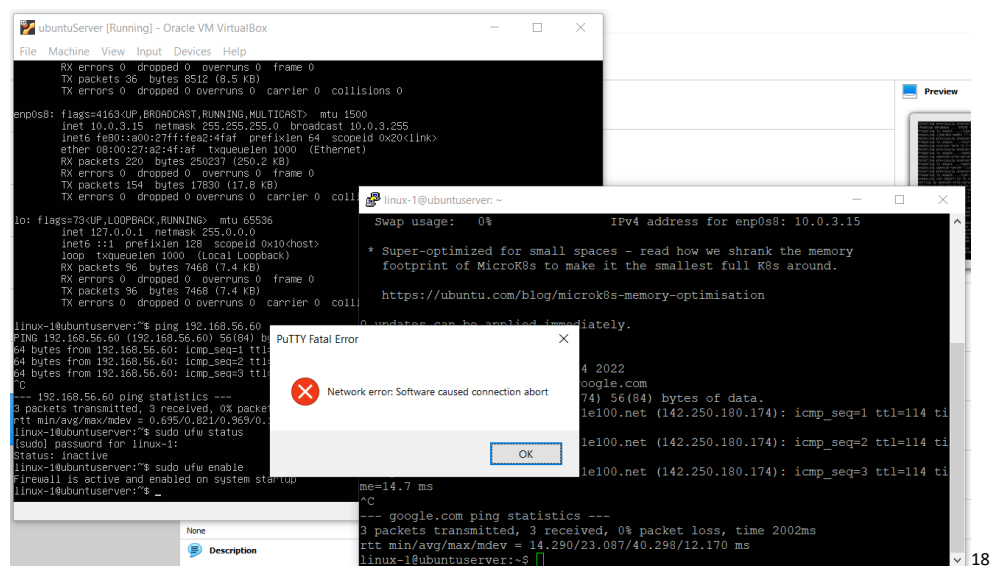 ubuntuServer [Running] - Oracle VM VirtualBox
File Machine View Input Devices Help
RX errors 0 dropped 0 overruns 0 frame 0
TX packets 36 bytes 8512 (8.5 KB)
TX errors 0 dropped 0 overruns 0 carrier 0 collisions 0
enp0s8: flags=4163<UP,BROADCAST,RUNNING,MULTICAST> mtu 1500
inet 10.0.3.15 netmask 255.255.255.0 broadcast 10.0.3.255
inet6 fe80::a00:27ff:fea2:4faf prefixlen 64 scopeid 0x20<link>
ether 08:00:27:a2:4f:af txqueuelen 1000 (Ethernet)
RX packets 220 bytes 250237 (250.2 KB)
RX errors 0 dropped 0 overruns 0 frame 0
TX packets 154 bytes 17830 (17.8 KB)
TX errors 0 dropped 0 overruns 0 carrier 0 colli
lo: flags=73<UP,LOOPBACK,RUNNING> mtu 65536
inet 127.0.0.1 netmask 255.0.0.0
inet6 ::1 prefixlen 128 scopeid 0x10<host>
loop txqueuelen 1000 (Local Loopback)
RX packets 96 bytes 7468 (7.4 KB)
RX errors 0 dropped 0 overruns 0 frame 0
TX packets 96 bytes 7468 (7.4 KB)
TX errors 0 dropped 0 overruns 0 carrier 0 colli
linux-1@ubuntuserver:~$ ping 192.168.56.60
PING 192.168.56.60 (192.168.56.60) 56(84) by
64 bytes from 192.168.56.60: icmp_seq=1 ttl=
64 bytes from 192.168.56.60: icmp_seq=2 ttl=
64 bytes from 192.168.56.60: icmp_seq=3 ttl=
^C
--- 192.168.56.60 ping statistics ---
3 packets transmitted, 3 received, 0% packet
rtt min/avg/max/mdev = 0.695/0.821/0.969/0.1
linux-1@ubuntuserver:~$ sudo ufw status
[sudo] password for linux-1:
Status: inactive
linux-1@ubuntuserver:~$ sudo ufw enable
Firewall is active and enabled on system startup
linux-1@ubuntuserver:~$ _
Preview
linux-1@ubuntuserver: ~
Swap usage: 0% IPv4 address for enp0s8: 10.0.3.15
* Super-optimized for small spaces - read how we shrank the memory
footprint of MicroK8s to make it the smallest full K8s around.
https://ubuntu.com/blog/microk8s-memory-optimisation
0 updates can be applied immediately.
4 2022
oogle.com
74) 56(84) bytes of data.
1e100.net (142.250.180.174): icmp_seq=1 ttl=114 ti
1e100.net (142.250.180.174): icmp_seq=2 ttl=114 ti
1e100.net (142.250.180.174): icmp_seq=3 ttl=114 ti
me=14.7 ms
^C
--- google.com ping statistics ---
3 packets transmitted, 3 received, 0% packet loss, time 2002ms
rtt min/avg/max/mdev = 14.290/23.087/40.298/12.170 ms
linux-1@ubuntuserver:~$
PuTTY Fatal Error
Network error: Software caused connection abort
OK
None
Description
18